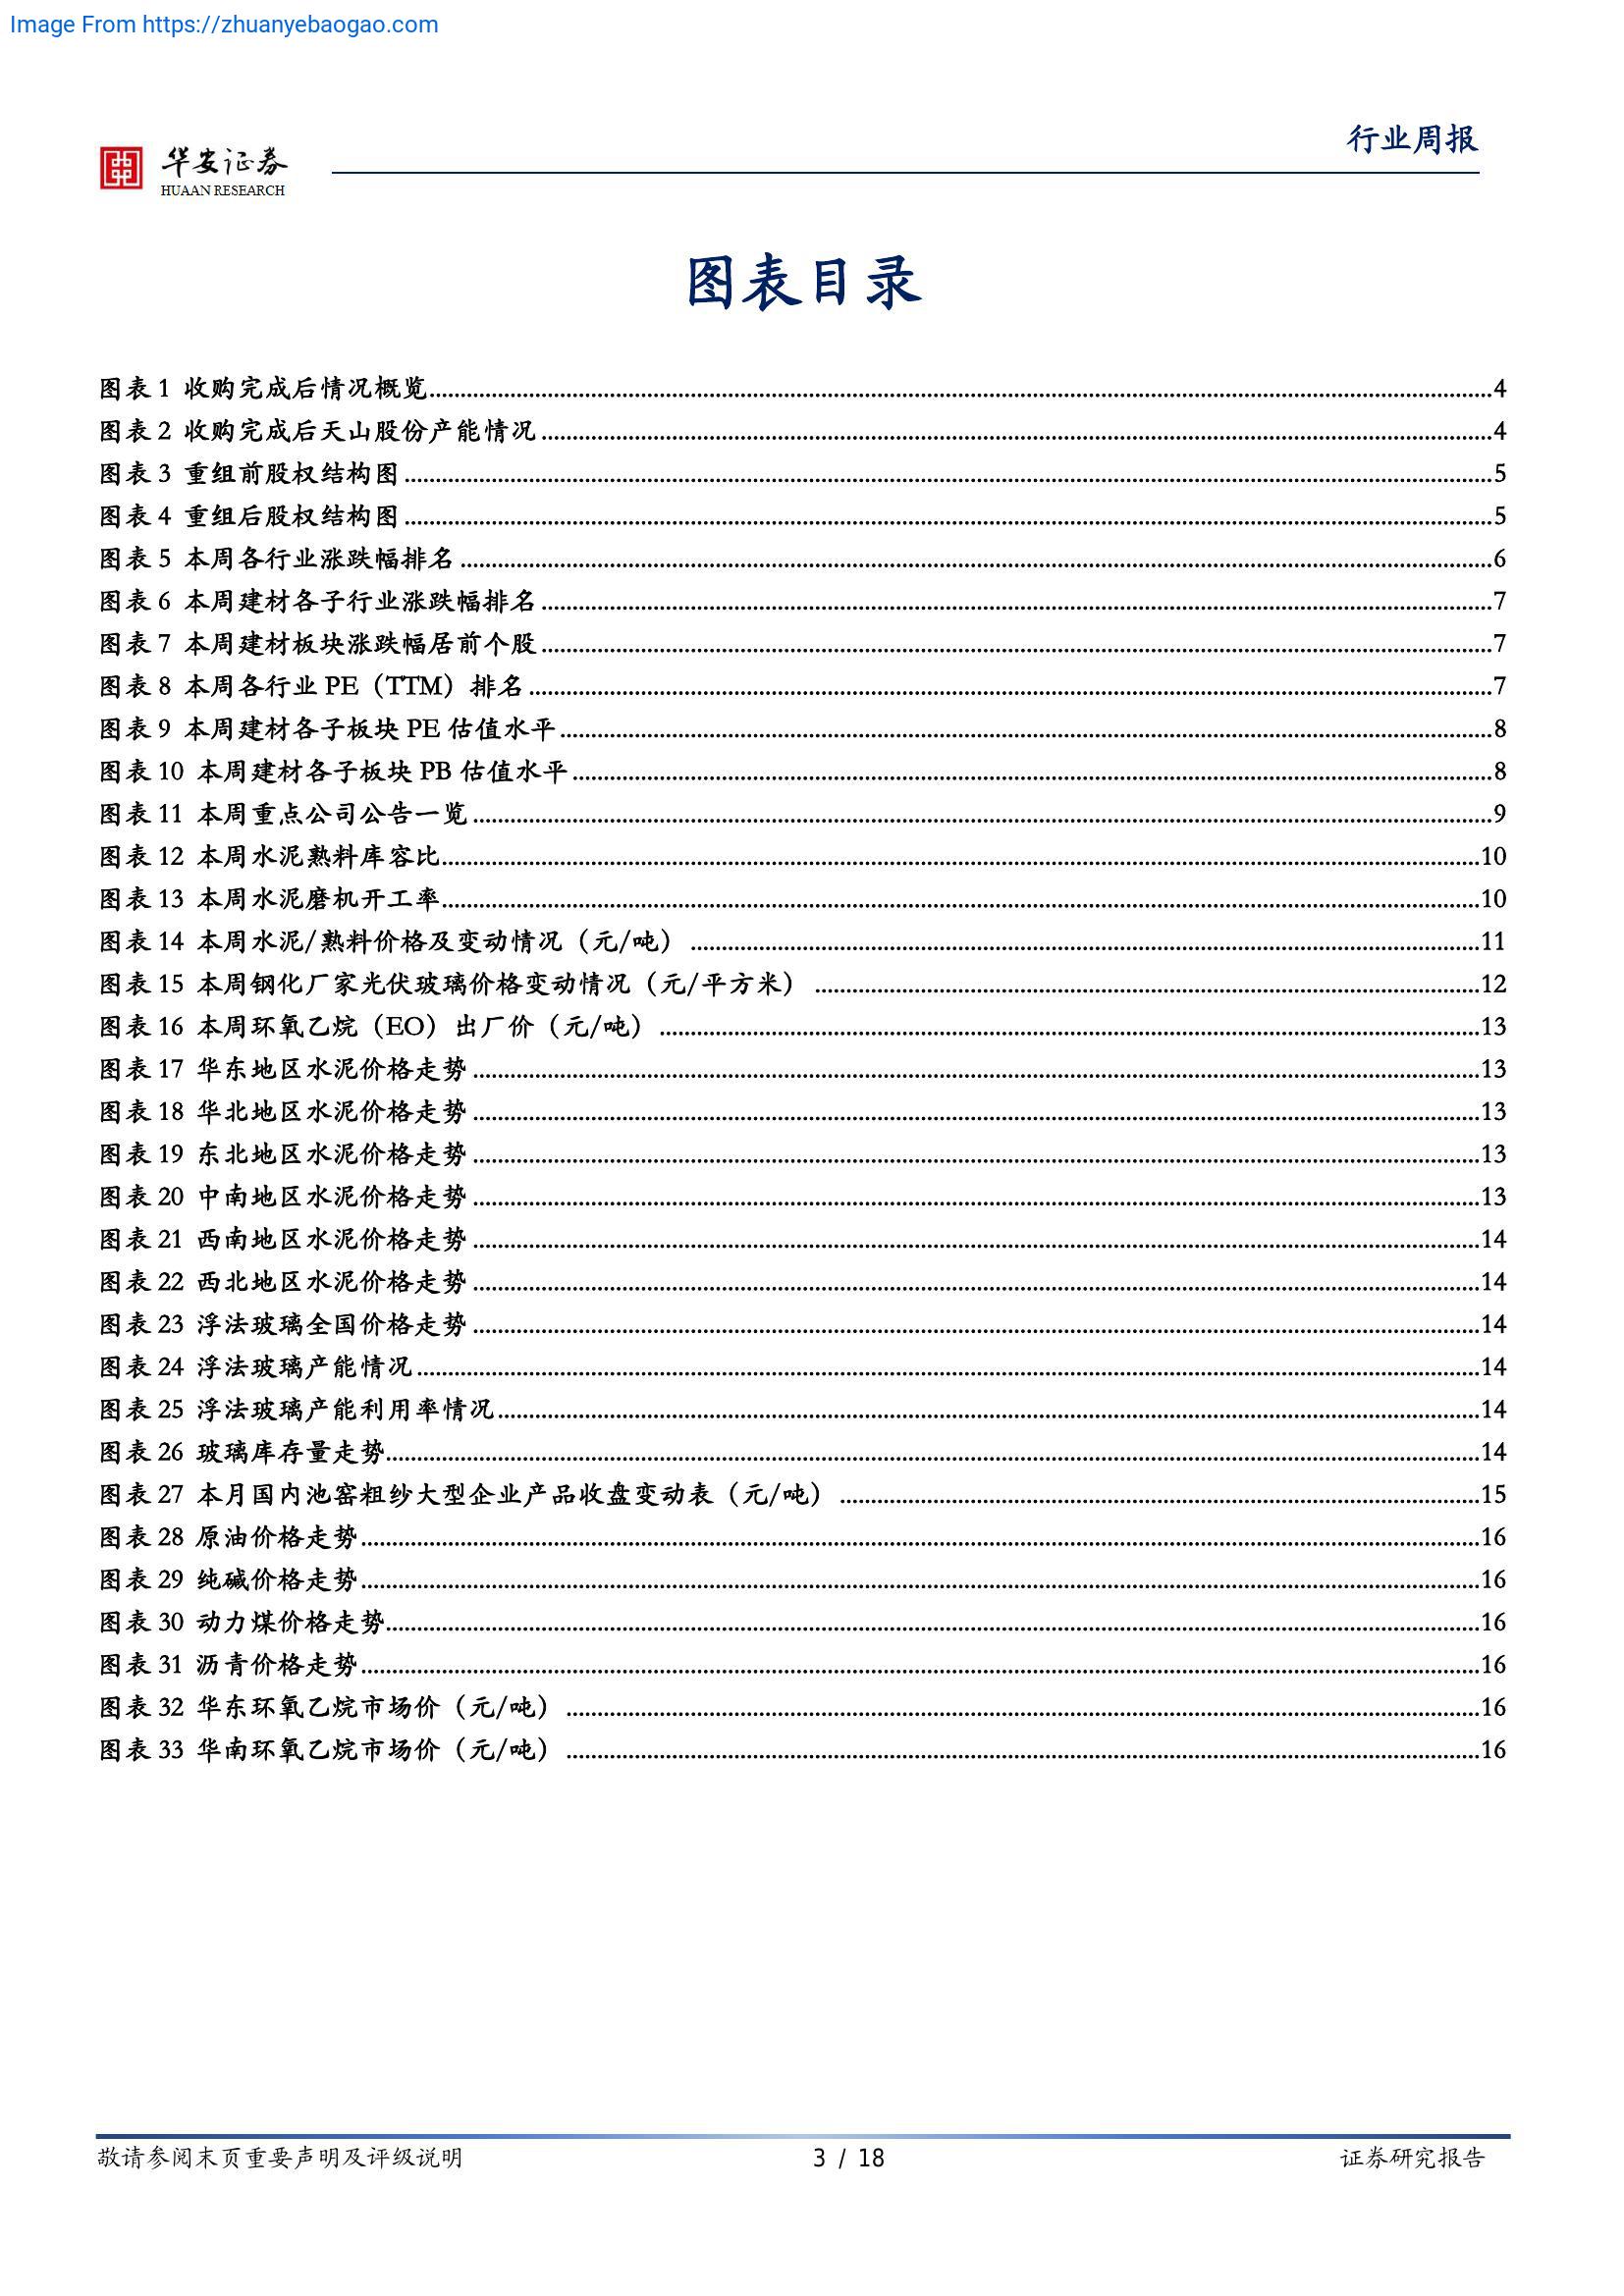 Image From https://zhuanyebaogao.com
行业周报
华安证券
HUAAN RESEARCH
图表目录
图表 1 收购完成后情况概览....................4
图表 2 收购完成后天山股份产能情况....................4
图表 3 重组前股权结构图....................5
图表 4 重组后股权结构图....................5
图表 5 本周各行业涨跌幅排名....................6
图表 6 本周建材各子行业涨跌幅排名....................7
图表 7 本周建材板块涨跌幅居前个股....................7
图表 8 本周各行业 PE（TTM）排名....................7
图表 9 本周建材各子板块 PE 估值水平....................8
图表 10 本周建材各子板块 PB 估值水平....................8
图表 11 本周重点公司公告一览....................9
图表 12 本周水泥熟料库容比....................10
图表 13 本周水泥磨机开工率....................10
图表 14 本周水泥/熟料价格及变动情况（元/吨）....................11
图表 15 本周钢化厂家光伏玻璃价格变动情况（元/平方米）....................12
图表 16 本周环氧乙烷（EO）出厂价（元/吨）....................13
图表 17 华东地区水泥价格走势....................13
图表 18 华北地区水泥价格走势....................13
图表 19 东北地区水泥价格走势....................13
图表 20 中南地区水泥价格走势....................13
图表 21 西南地区水泥价格走势....................14
图表 22 西北地区水泥价格走势....................14
图表 23 浮法玻璃全国价格走势....................14
图表 24 浮法玻璃产能情况....................14
图表 25 浮法玻璃产能利用率情况....................14
图表 26 玻璃库存量走势....................14
图表 27 本月国内池窑粗纱大型企业产品收盘变动表（元/吨）....................15
图表 28 原油价格走势....................16
图表 29 纯碱价格走势....................16
图表 30 动力煤价格走势....................16
图表 31 沥青价格走势....................16
图表 32 华东环氧乙烷市场价（元/吨）....................16
图表 33 华南环氧乙烷市场价（元/吨）....................16
敬请参阅末页重要声明及评级说明 3 / 18 证券研究报告